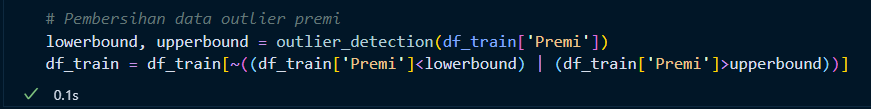 # Pembersihan data outlier premi
lowerbound, upperbound = outlier_detection(df_train['Premi'])
df_train = df_train[~((df_train['Premi']<lowerbound) | (df_train['Premi']>upperbound))]
0.1s